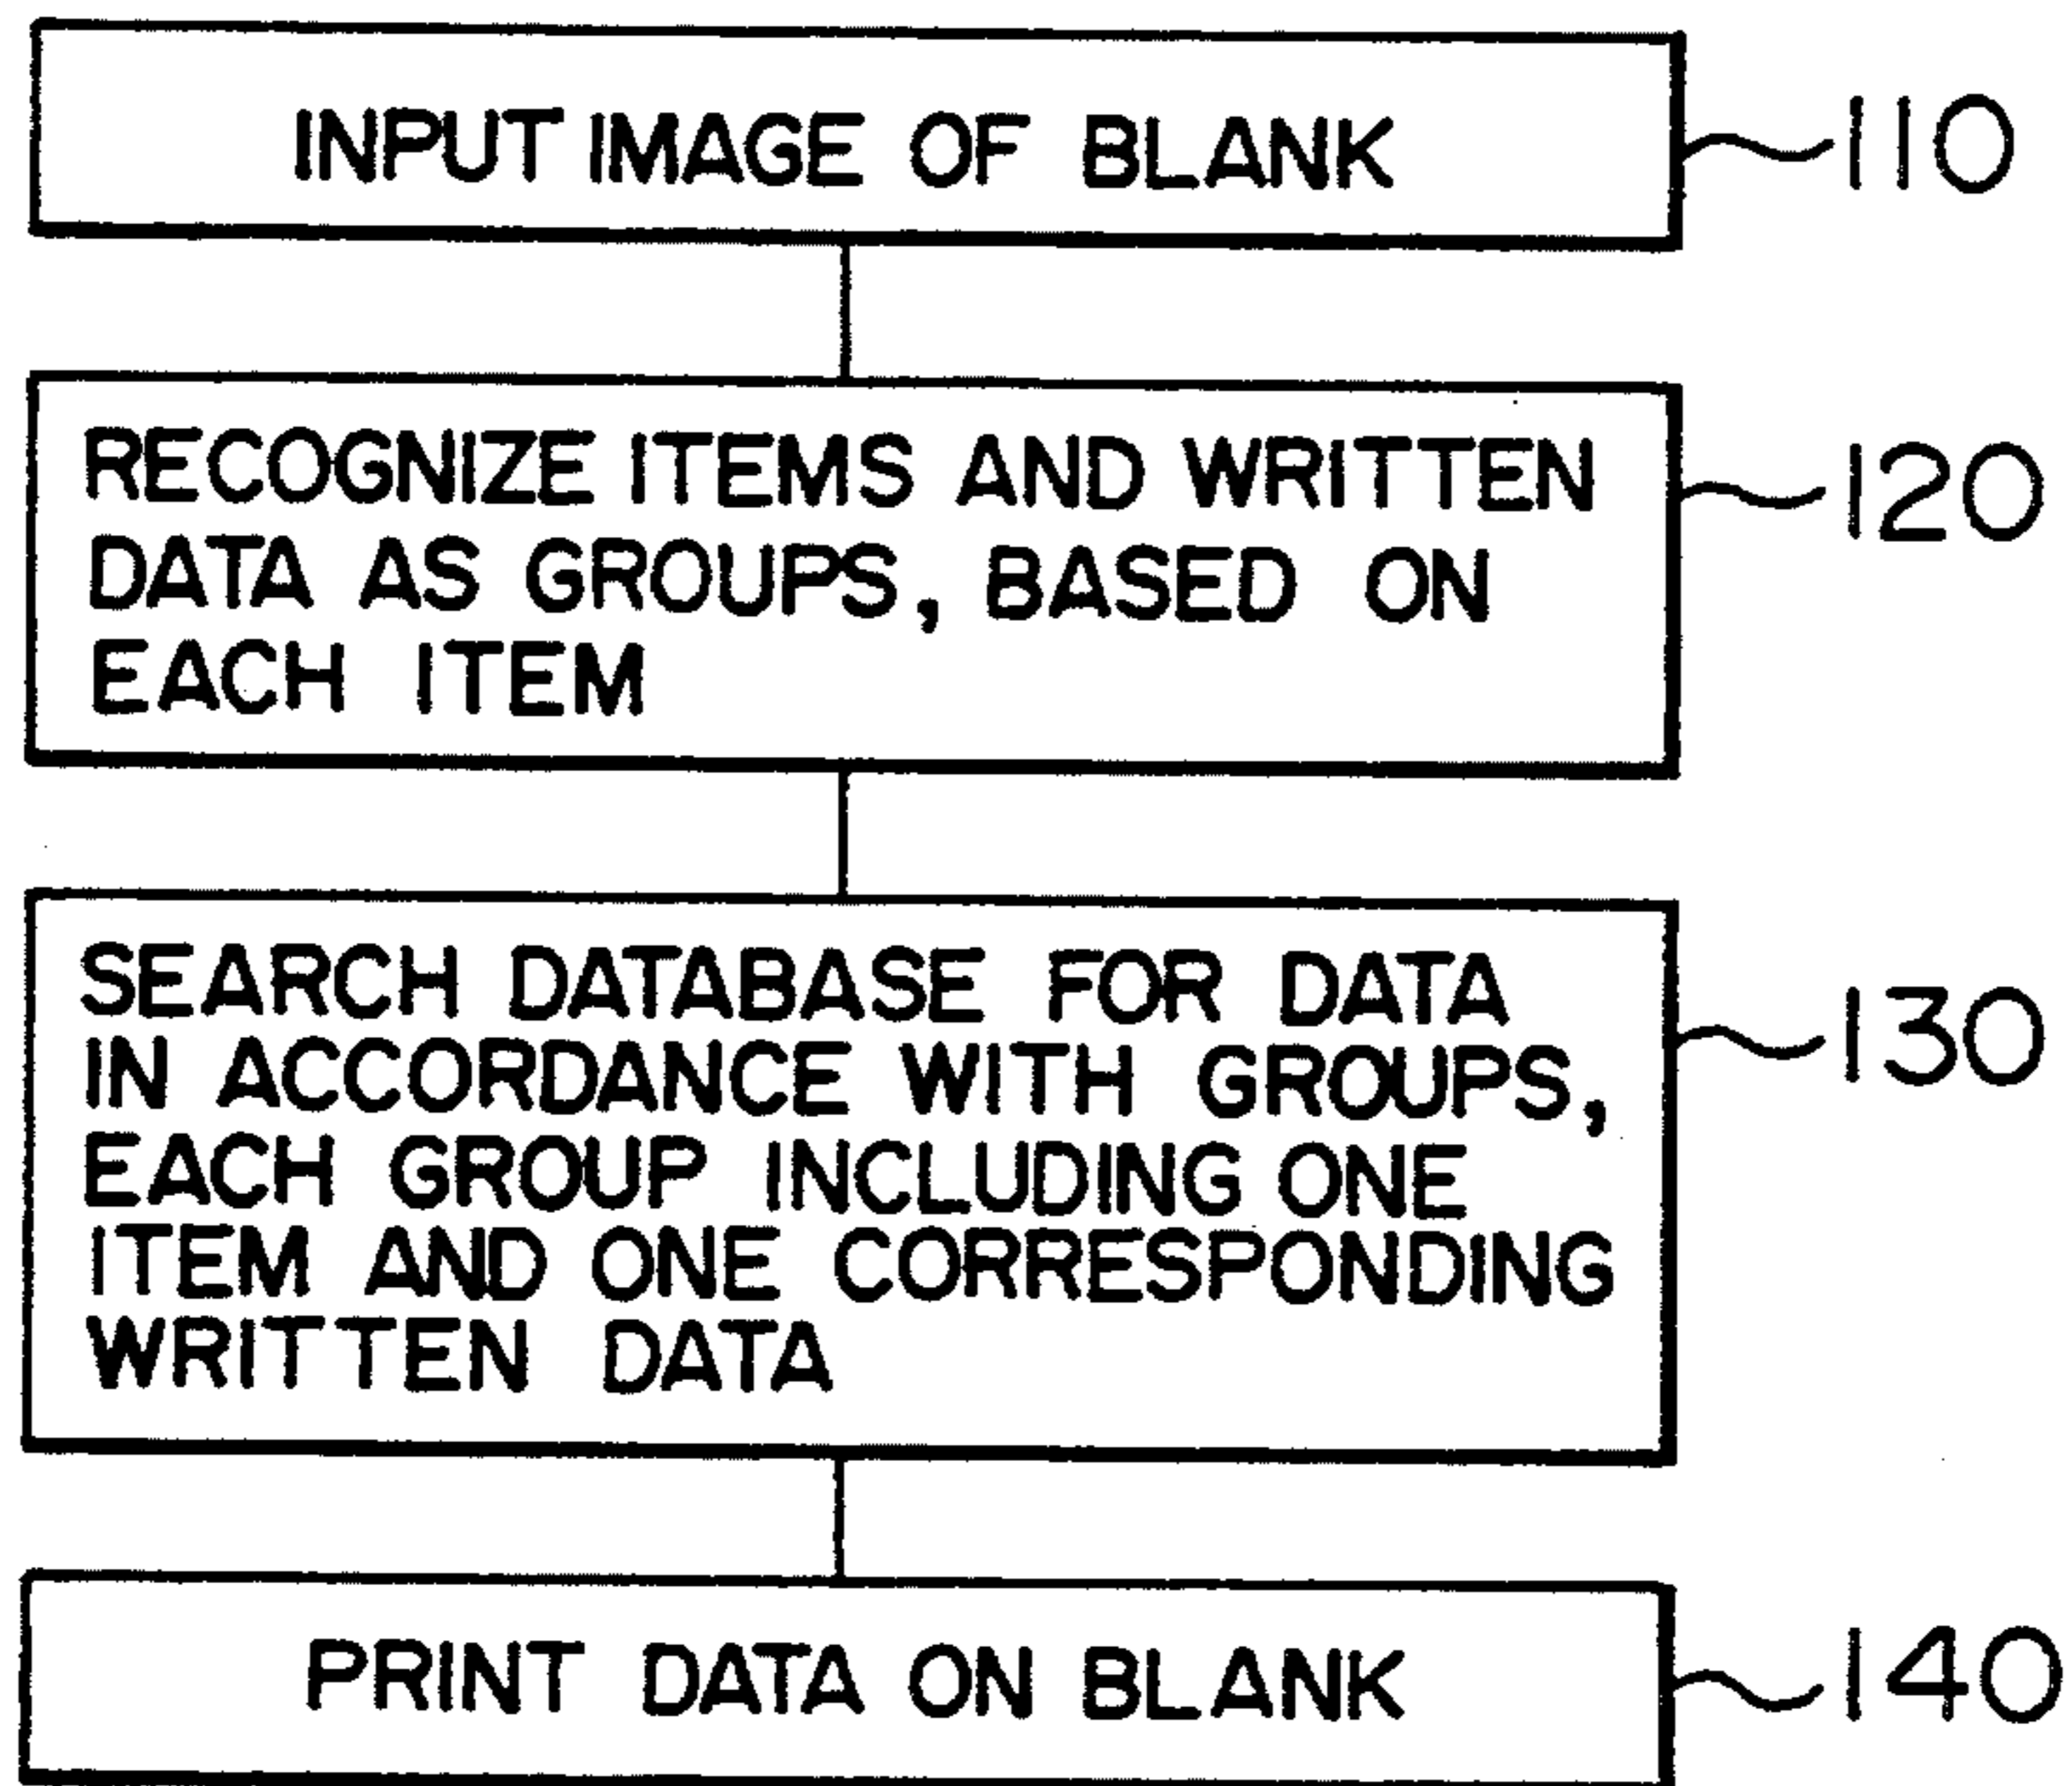 INPUT IMAGE OF BLANK
110
RECOGNIZE ITEMS AND WRITTEN
DATA AS GROUPS, BASED ON
EACH ITEM
120
SEARCH DATABASE FOR DATA
IN ACCORDANCE WITH GROUPS,
EACH GROUP INCLUDING ONE
ITEM AND ONE CORRESPONDING
WRITTEN DATA
130
PRINT DATA ON BLANK
140